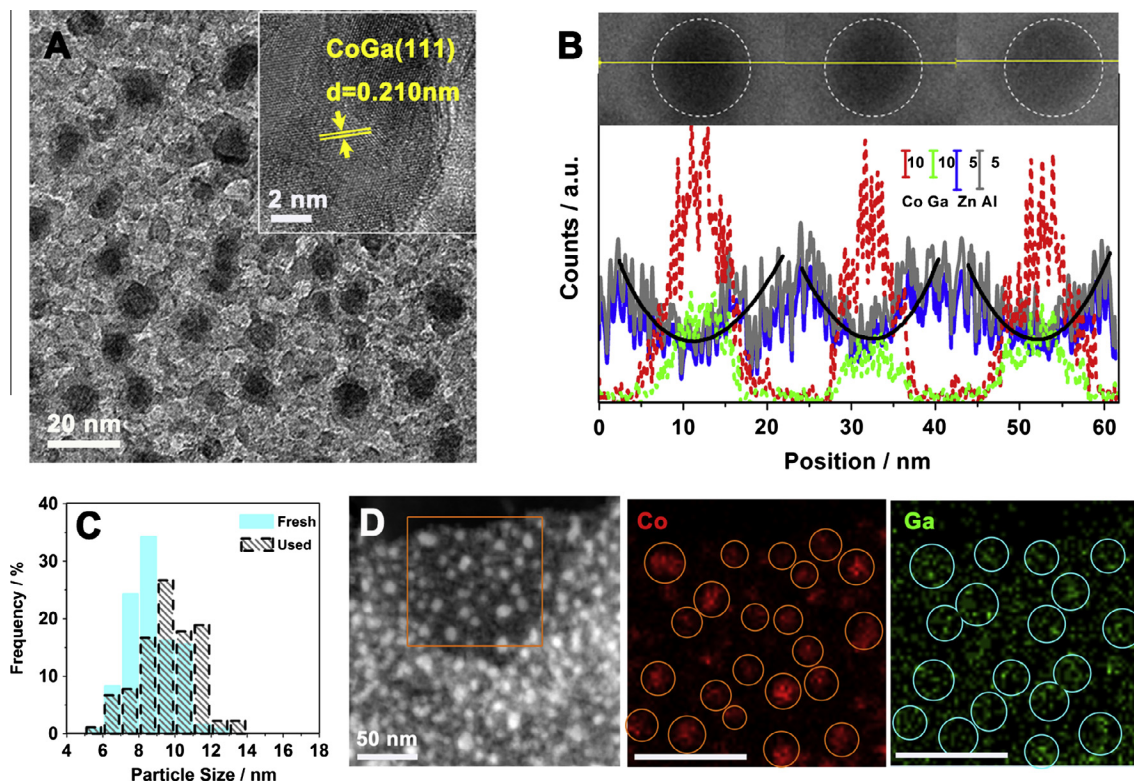 A
CoGa(111)
d=0.210nm
2 nm
20 nm
B
Counts / a.u.
10 10 5 5
Co Ga Zn Al
0 10 20 30 40 50 60
Position / nm
C
Fresh
Used
Frequency / %
40
30
20
10
0
4 6 8 10 12 14 16 18
Particle Size / nm
D
50 nm
Co
Ga